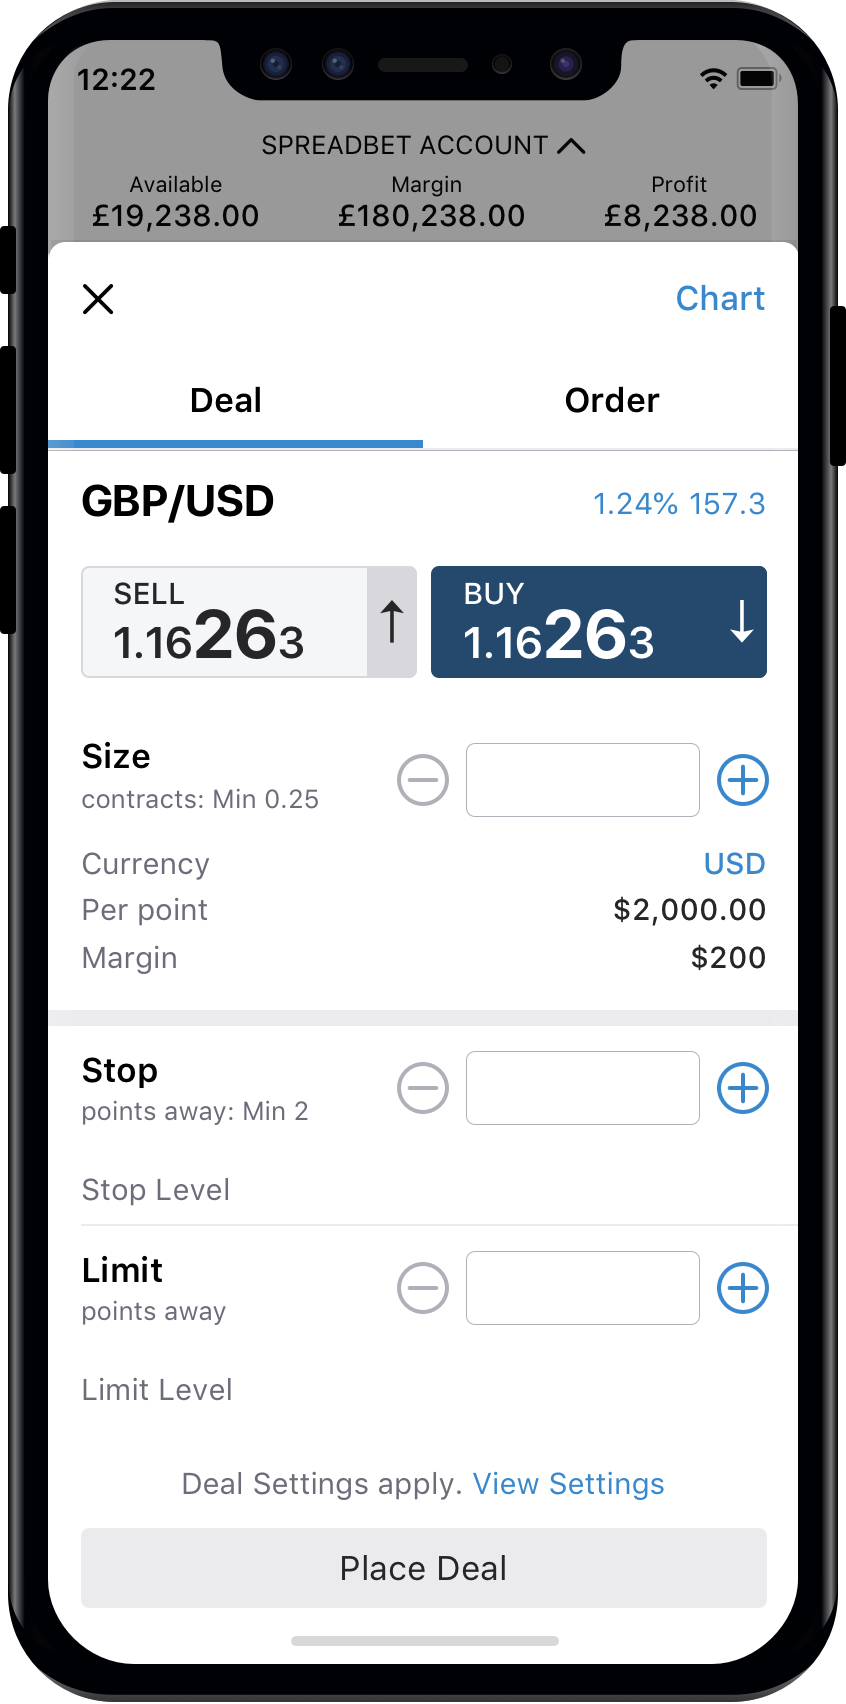 12:22
SPREADBET ACCOUNT
Available Margin Profit
£19,238.00 £180,238.00 £8,238.00
Chart
Deal Order
GBP/USD 1.24% 157.3
SELL BUY
1.16263 1.16263
Size
contracts: Min 0.25
Currency USD
Per point $2,000.00
Margin $200
Stop
points away: Min 2
Stop Level
Limit
points away
Limit Level
Deal Settings apply. View Settings
Place Deal